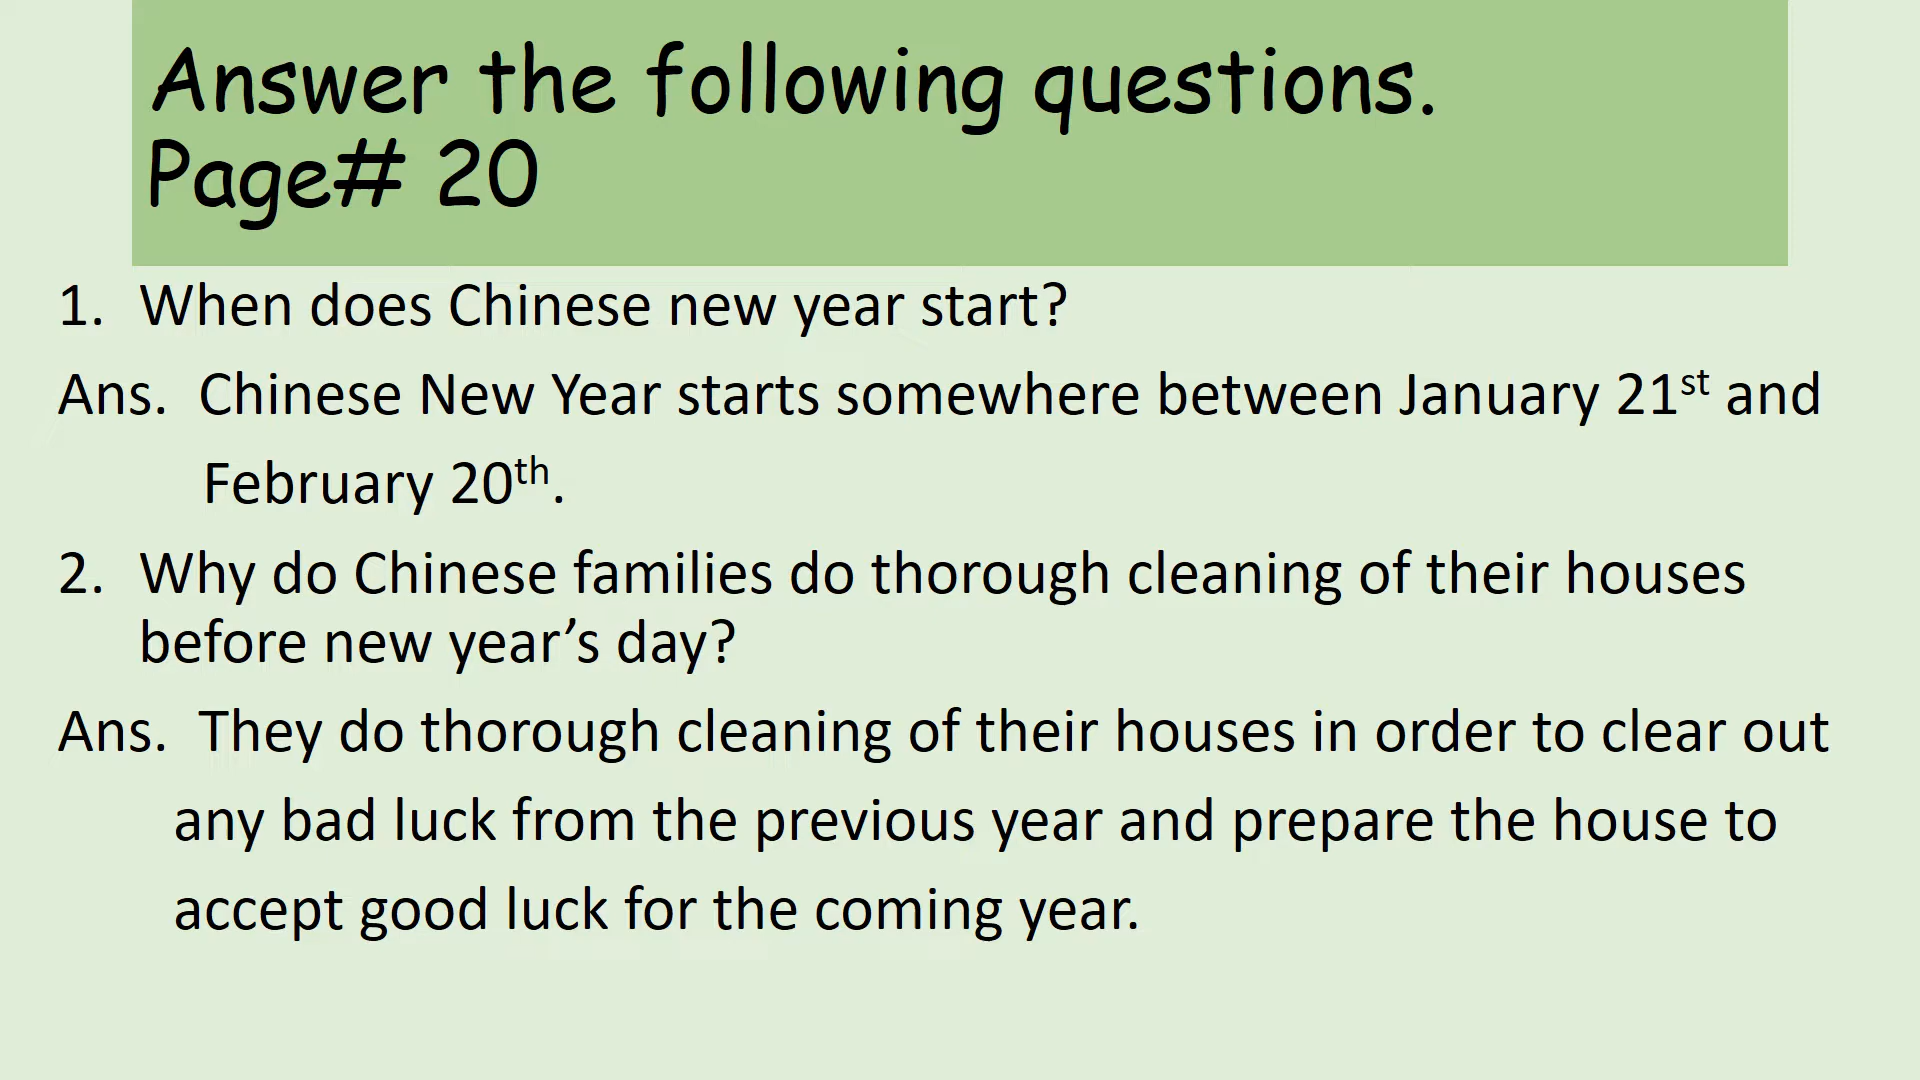 Answer the following questions.
Page# 20
1. When does Chinese new year start?
Ans. Chinese New Year starts somewhere between January 21st and
February 20th.
2. Why do Chinese families do thorough cleaning of their houses
before new year’s day?
Ans. They do thorough cleaning of their houses in order to clear out
any bad luck from the previous year and prepare the house to
accept good luck for the coming year.